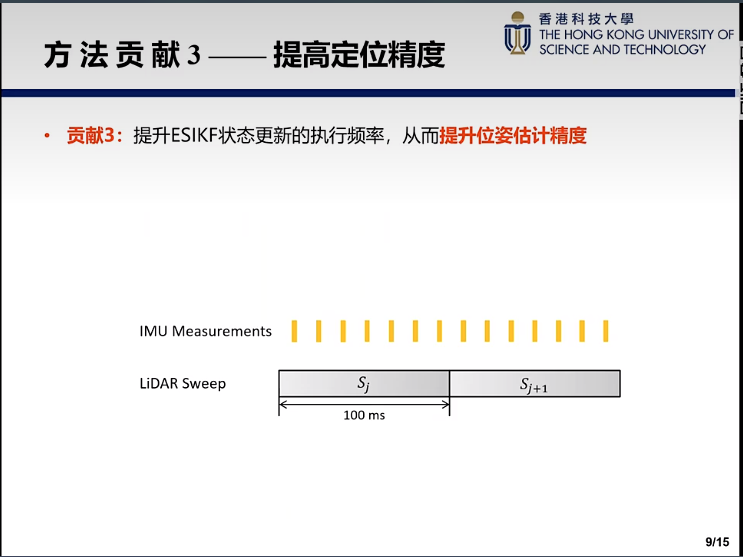 香港科技大學
THE HONG KONG UNIVERSITY OF
SCIENCE AND TECHNOLOGY
方法贡献3 —— 提高定位精度
• 贡献3：提升ESIKF状态更新的执行频率，从而提升位姿估计精度
IMU Measurements
LiDAR Sweep
Sj
Sj+1
100 ms
9/15